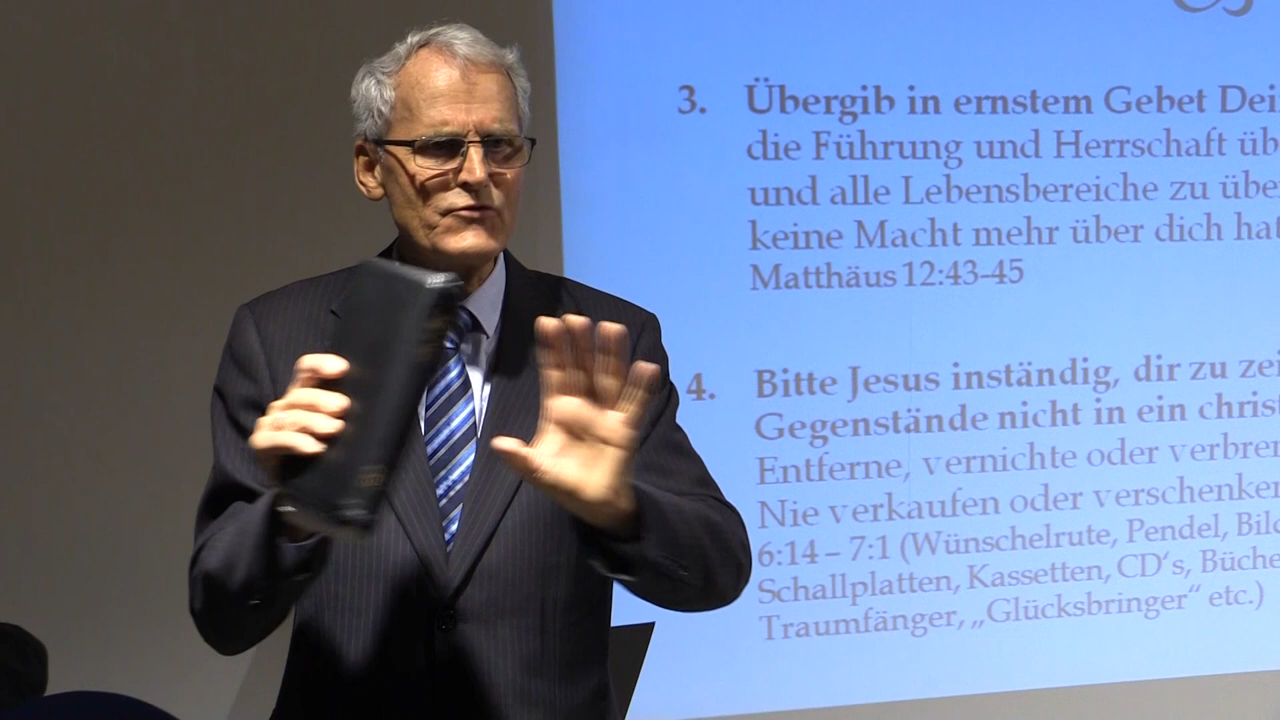 3. Übergib in ernstem Gebet Dei
die Führung und Herrschaft üb
und alle Lebensbereiche zu übe
keine Macht mehr über dich hat
Matthäus 12:43-45
4. Bitte Jesus inständig, dir zu zei
Gegenstände nicht in ein christ
Entferne, vernichte oder verbren
Nie verkaufen oder verschenken
6:14 – 7:1 (Wünschelrute, Pendel, Bild
Schallplatten, Kassetten, CD‘s, Büche
Traumfänger, „Glücksbringer“ etc.)